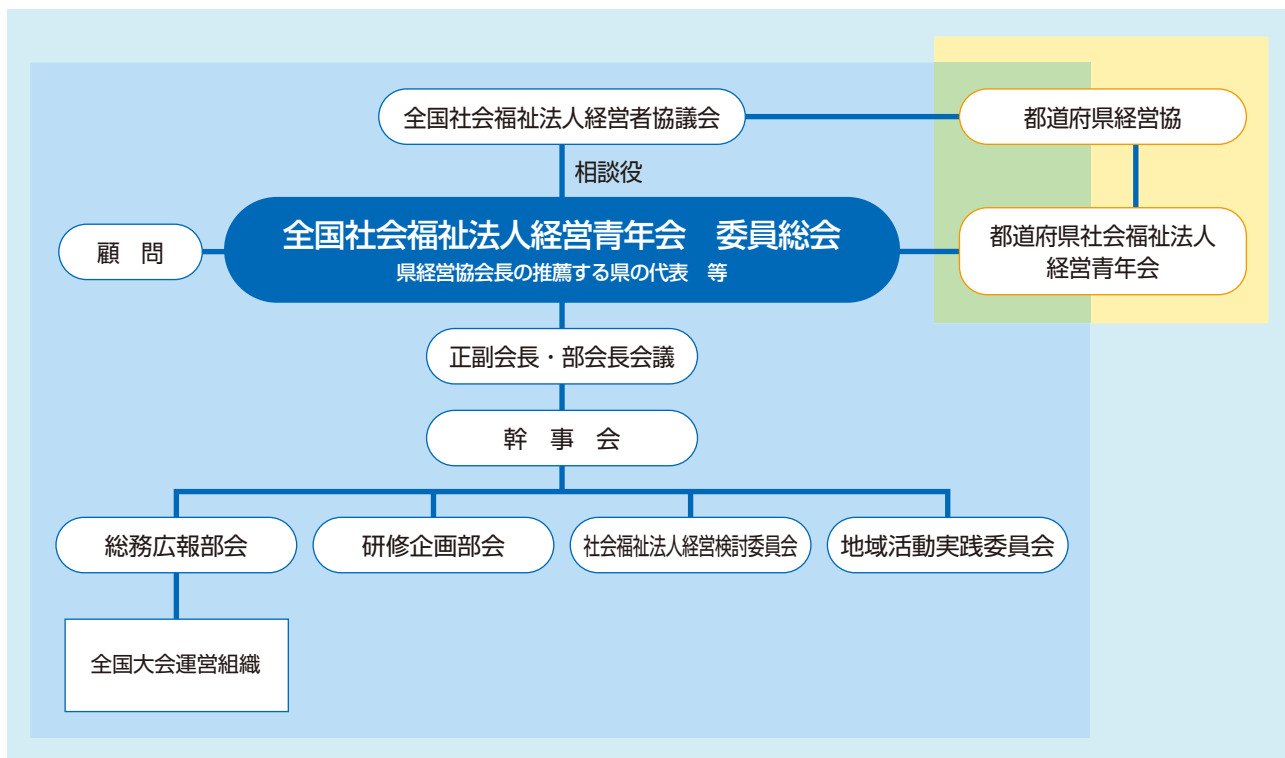 全国社会福祉法人経営者協議会
都道府県経営協
相談役
顧　問
全国社会福祉法人経営青年会　委員総会
県経営協会長の推薦する県の代表　等
都道府県社会福祉法人
経営青年会
正副会長・部会長会議
幹　事　会
総務広報部会
研修企画部会
社会福祉法人経営検討委員会
地域活動実践委員会
全国大会運営組織